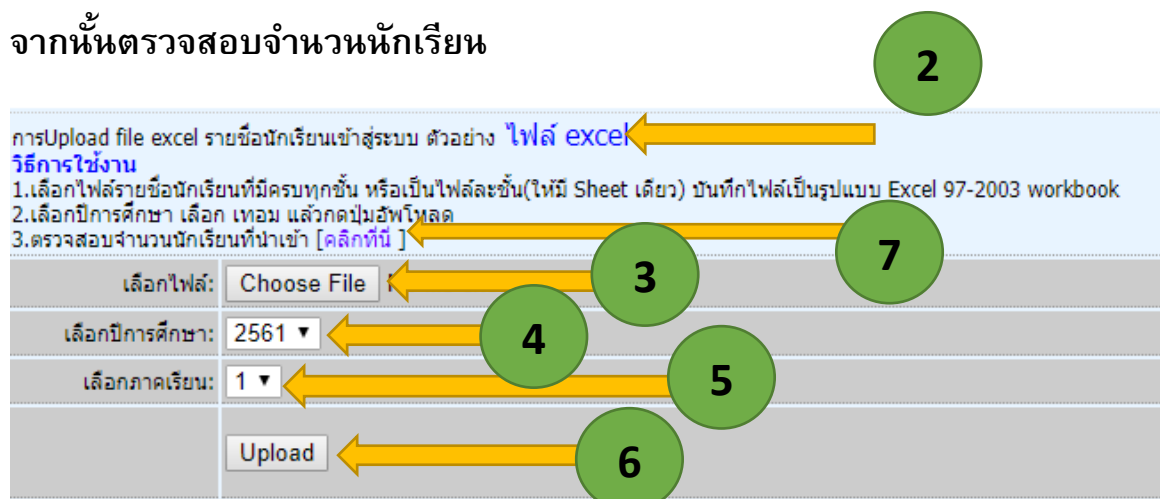 จากนั้นตรวจสอบจำนวนนักเรียน
2
การUpload file excel รายชื่อนักเรียนเข้าสู่ระบบ ตัวอย่าง ไฟล์ excel
วิธีการใช้งาน
1.เลือกไฟล์รายชื่อนักเรียนที่มีครบทุกชั้น หรือเป็นไฟล์ละชั้น(ให้มี Sheet เดียว) บันทึกไฟล์เป็นรูปแบบ Excel 97-2003 workbook
2.เลือกปีการศึกษา เลือก เทอม แล้วกดปุ่มอัพโหลด
3.ตรวจสอบจำนวนนักเรียนที่นำเข้า [คลิกที่นี่ ]
7
เลือกไฟล์: Choose File
3
เลือกปีการศึกษา: 2561
4
เลือกภาคเรียน: 1
5
Upload
6